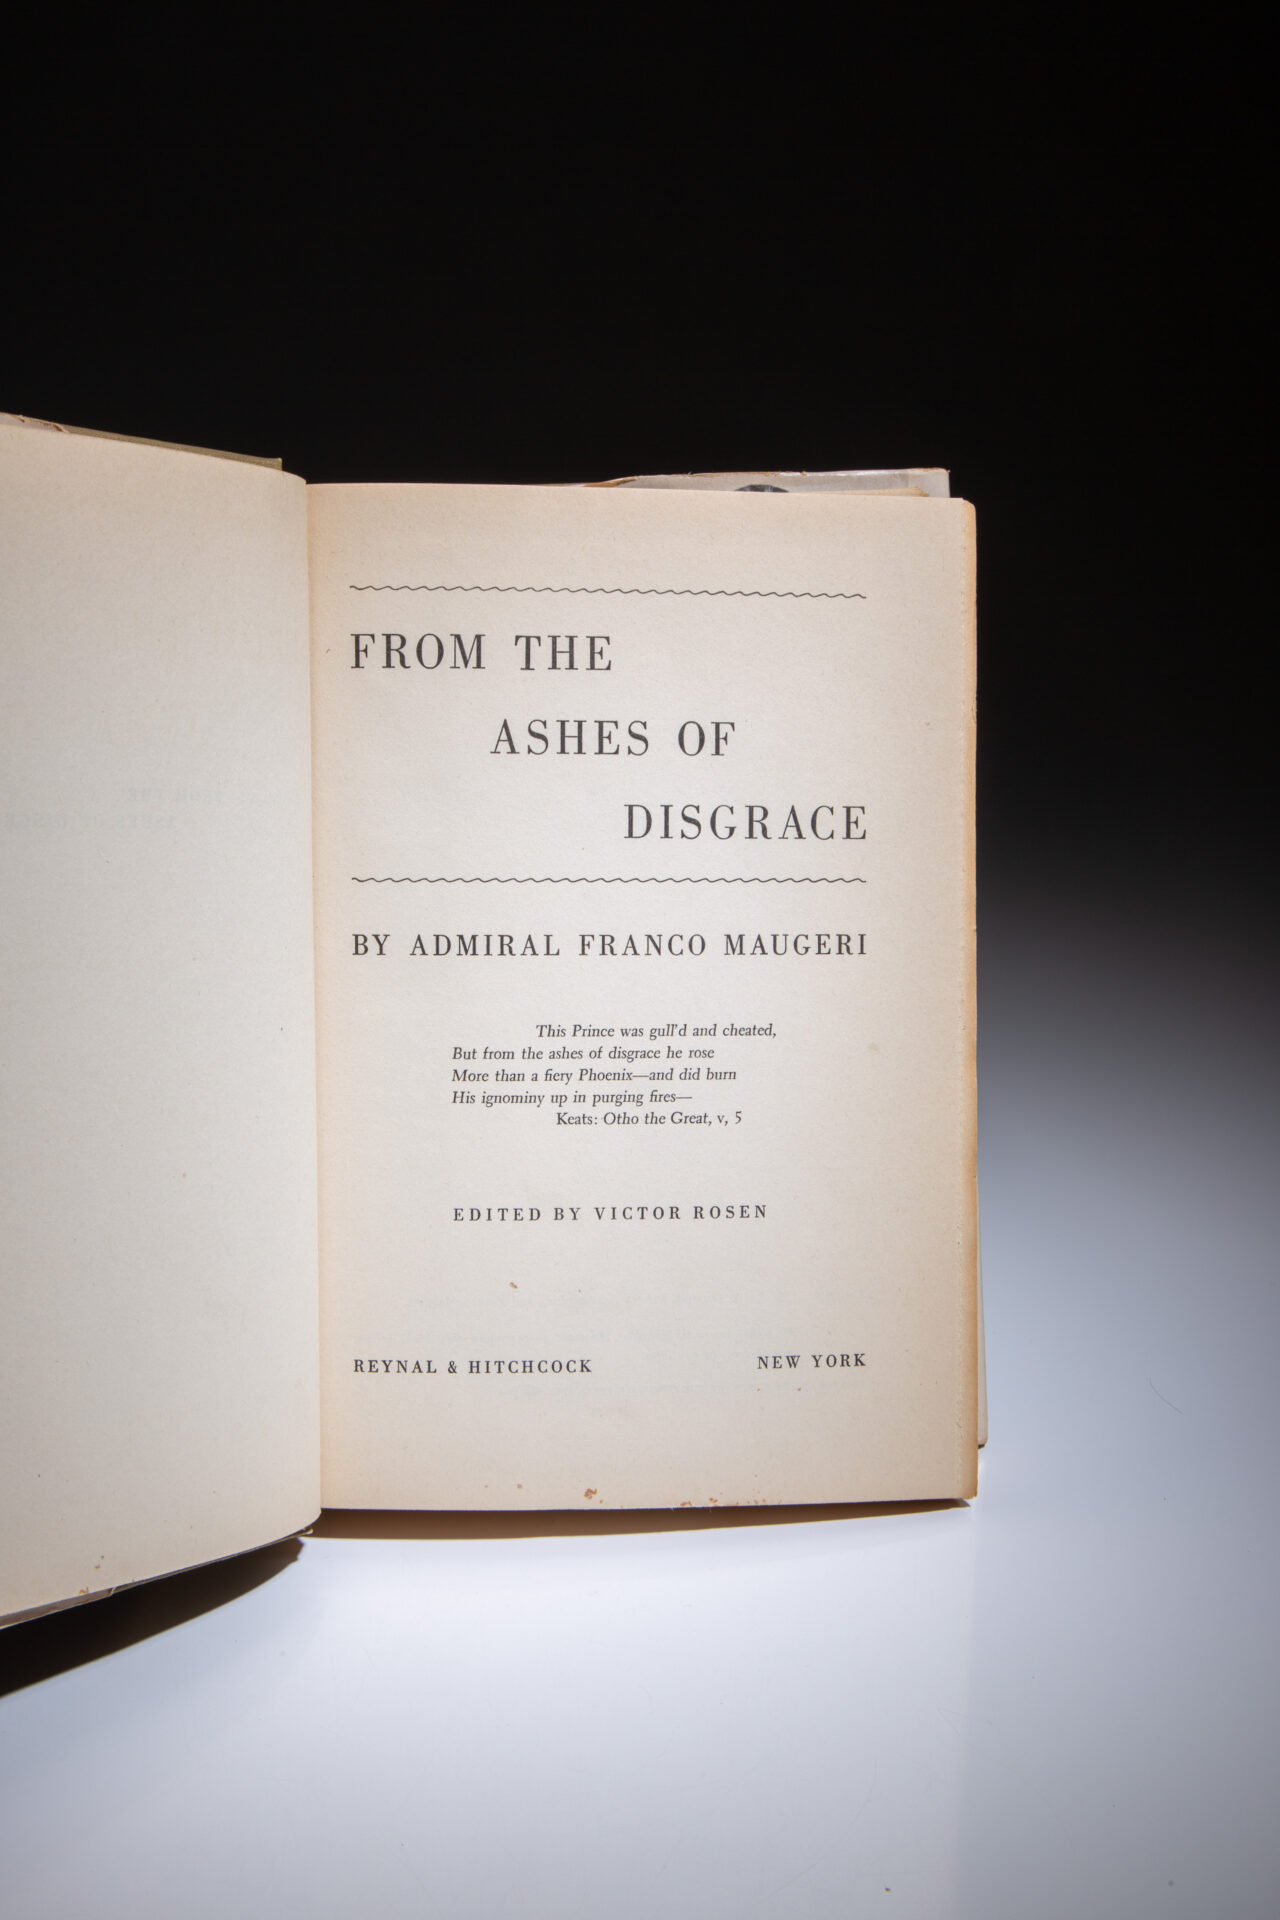 FROM THE
ASHES OF
DISGRACE
BY ADMIRAL FRANCO MAUGERI
This Prince was gull'd and cheated,
But from the ashes of disgrace he rose
More than a fiery Phoenix—and did burn
His ignominy up in purging fires—
Keats: Otho the Great, v, 5
EDITED BY VICTOR ROSEN
REYNAL & HITCHCOCK NEW YORK